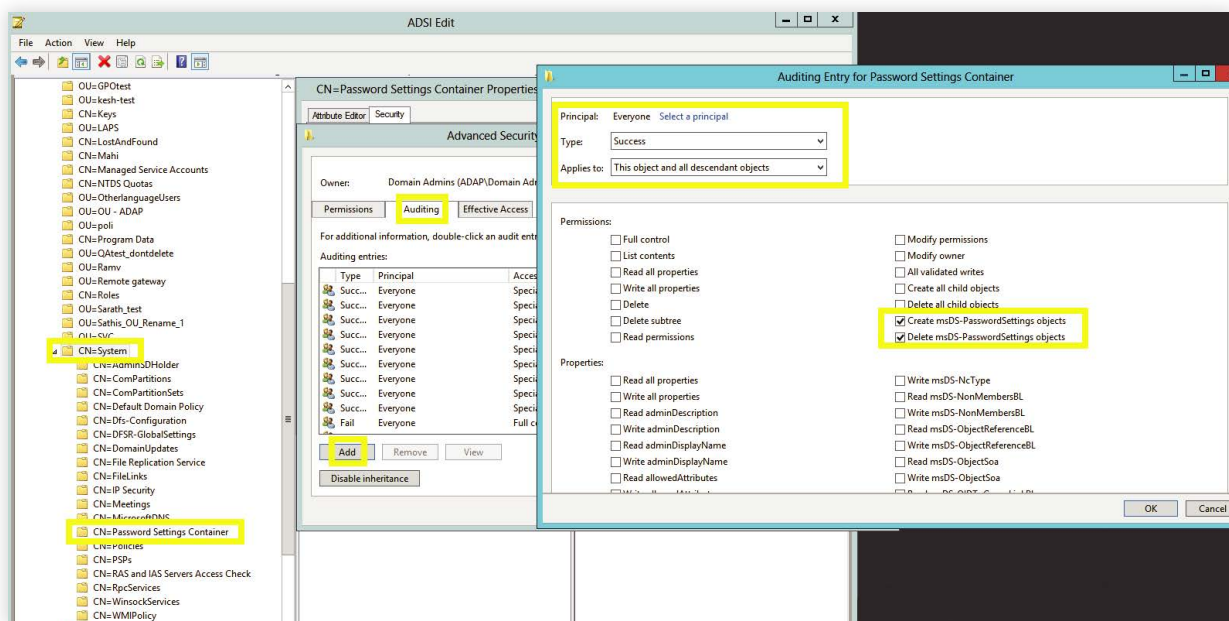 ADSI Edit
File Action View Help
OU=GPOtest
OU=kesh-test
CN=Keys
OU=LAPS
CN=LostAndFound
CN=Mahi
CN=Managed Service Accounts
CN=NTDS Quotas
OU=OtherlanguageUsers
OU=OU - ADAP
OU=poli
CN=Program Data
OU=QAtest_dontdelete
OU=Ramv
OU=Remote gateway
CN=Roles
OU=Sarath_test
OU=Sathis_OU_Rename_1
OU=SVC
CN=System
CN=AdminSDHolder
CN=ComPartitions
CN=ComPartitionSets
CN=Default Domain Policy
CN=Dfs-Configuration
CN=DFSR-GlobalSettings
CN=DomainUpdates
CN=File Replication Service
CN=FileLinks
CN=IP Security
CN=Meetings
CN=MicrosoftDNS
CN=Password Settings Container
CN=Policies
CN=PSPs
CN=RAS and IAS Servers Access Check
CN=RpcServices
CN=WinsockServices
CN=WMIPolicy
CN=Password Settings Container Properties
Attribute Editor Security
Advanced Security
Owner: Domain Admins (ADAP\Domain Ad
Permissions Auditing Effective Access
For additional information, double-click an audit ent
Auditing entries:
Type Principal Acces
Succ... Everyone Speci
Succ... Everyone Speci
Succ... Everyone Speci
Succ... Everyone Speci
Succ... Everyone Speci
Succ... Everyone Speci
Succ... Everyone Speci
Succ... Everyone Speci
Succ... Everyone Speci
Fail Everyone Full c
Add Remove View
Disable inheritance
Auditing Entry for Password Settings Container
Principal: Everyone Select a principal
Type: Success
Applies to: This object and all descendant objects
Permissions:
Full control
List contents
Read all properties
Write all properties
Delete
Delete subtree
Read permissions
Modify permissions
Modify owner
All validated writes
Create all child objects
Delete all child objects
Create msDS-PasswordSettings objects
Delete msDS-PasswordSettings objects
Properties:
Read all properties
Write all properties
Read adminDescription
Write adminDescription
Read adminDisplayName
Write adminDisplayName
Read allowedAttributes
Write msDS-NcType
Read msDS-NonMembersBL
Write msDS-NonMembersBL
Read msDS-ObjectReferenceBL
Write msDS-ObjectReferenceBL
Read msDS-ObjectSoa
Write msDS-ObjectSoa
OK Cancel